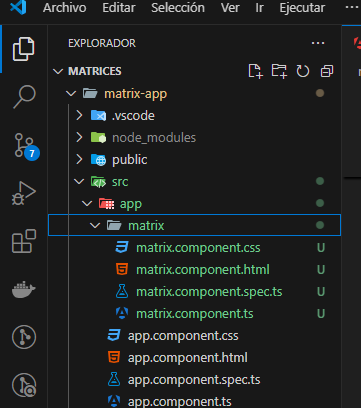 Archivo Editar Selección Ver Ir Ejecutar
EXPLORADOR ...
MATRICES
matrix-app
.vscode
node_modules
public
src
app
matrix
matrix.component.css U
matrix.component.html U
matrix.component.spec.ts U
matrix.component.ts U
app.component.css
app.component.html
app.component.spec.ts
app.component.ts
7